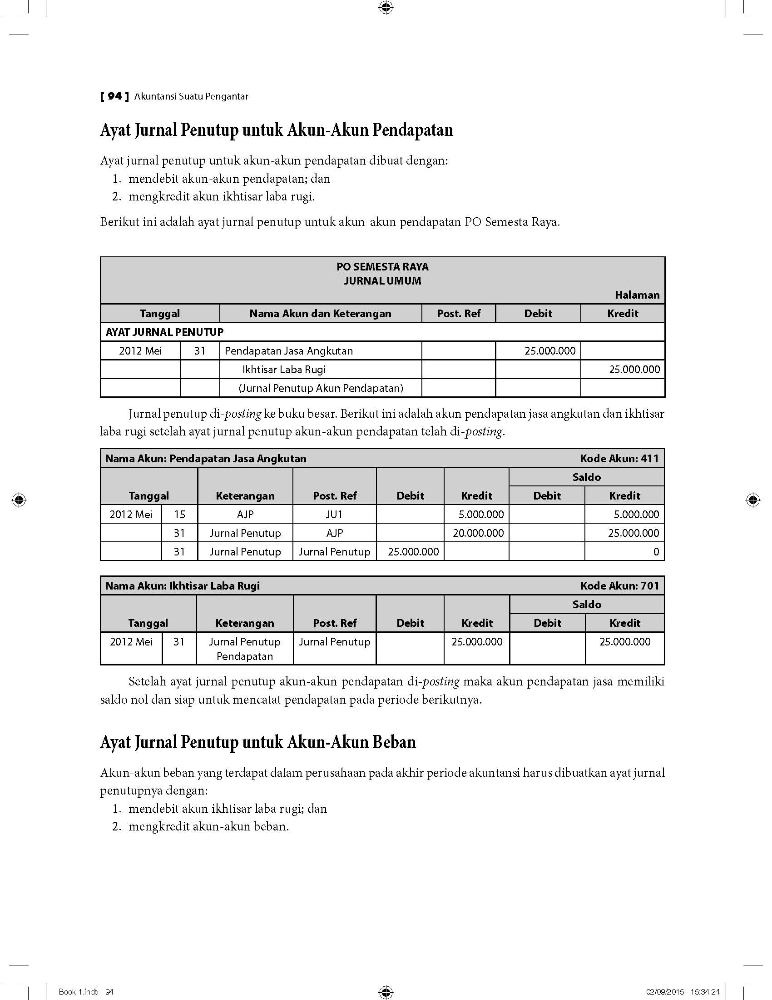 [ 94 ] Akuntansi Suatu Pengantar
Ayat Jurnal Penutup untuk Akun-Akun Pendapatan
Ayat jurnal penutup untuk akun-akun pendapatan dibuat dengan:
1. mendebit akun-akun pendapatan; dan
2. mengkredit akun ikhtisar laba rugi.
Berikut ini adalah ayat jurnal penutup untuk akun-akun pendapatan PO Semesta Raya.
PO SEMESTA RAYA
JURNAL UMUM
Halaman
Tanggal Nama Akun dan Keterangan Post. Ref Debit Kredit
AYAT JURNAL PENUTUP
2012 Mei 31 Pendapatan Jasa Angkutan 25.000.000
Ikhtisar Laba Rugi 25.000.000
(Jurnal Penutup Akun Pendapatan)
Jurnal penutup di-posting ke buku besar. Berikut ini adalah akun pendapatan jasa angkutan dan ikhtisar
laba rugi setelah ayat jurnal penutup akun-akun pendapatan telah di-posting.
Nama Akun: Pendapatan Jasa Angkutan Kode Akun: 411
Saldo
Tanggal Keterangan Post. Ref Debit Kredit Debit Kredit
2012 Mei 15 AJP JU1 5.000.000 5.000.000
31 Jurnal Penutup AJP 20.000.000 25.000.000
31 Jurnal Penutup Jurnal Penutup 25.000.000 0
Nama Akun: Ikhtisar Laba Rugi Kode Akun: 701
Saldo
Tanggal Keterangan Post. Ref Debit Kredit Debit Kredit
2012 Mei 31 Jurnal Penutup Jurnal Penutup 25.000.000 25.000.000
Pendapatan
Setelah ayat jurnal penutup akun-akun pendapatan di-posting maka akun pendapatan jasa memiliki
saldo nol dan siap untuk mencatat pendapatan pada periode berikutnya.
Ayat Jurnal Penutup untuk Akun-Akun Beban
Akun-akun beban yang terdapat dalam perusahaan pada akhir periode akuntansi harus dibuatkan ayat jurnal
penutupnya dengan:
1. mendebit akun ikhtisar laba rugi; dan
2. mengkredit akun-akun beban.
Book 1.indb 94 02/09/2015 15:34:24